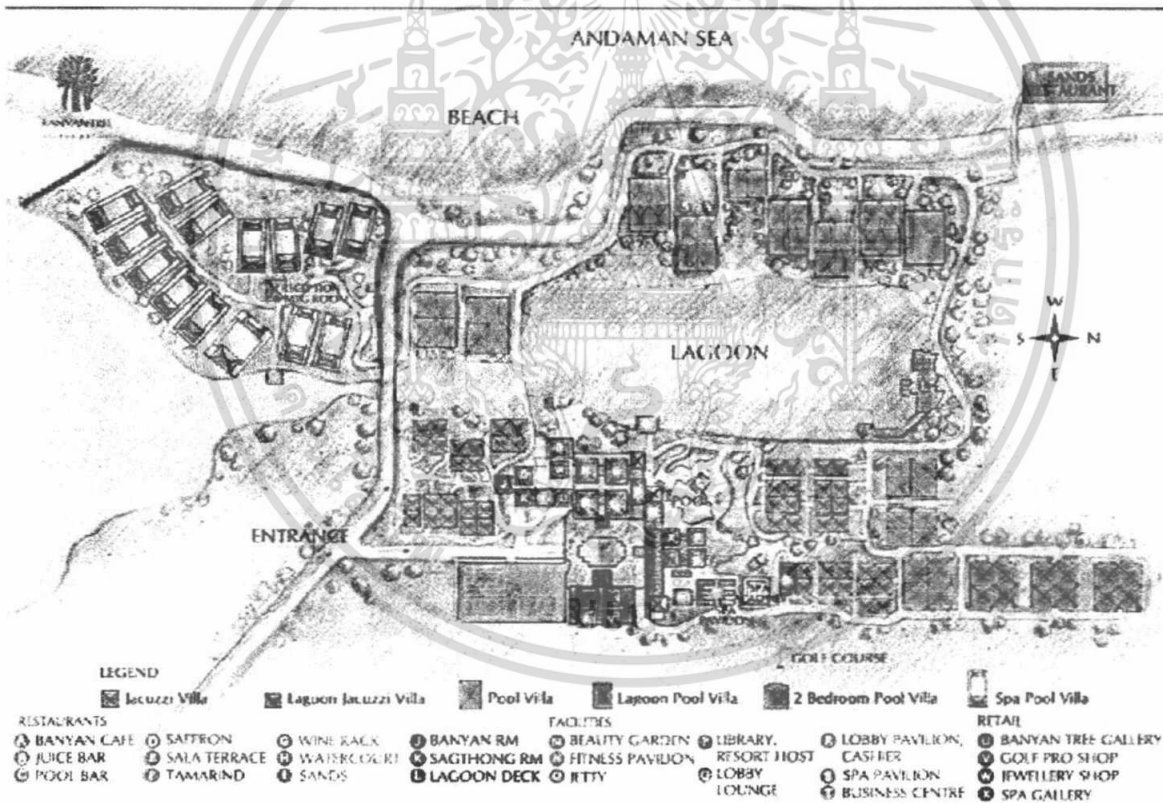 ANDAMAN SEA
SANDS
BEACH
W
S N
E
LAGOON
POOL
ENTRANCE
SPA
GOLF COURSE
LEGEND
Jacuzzi Villa Lagoon Jacuzzi Villa Pool Villa Lagoon Pool Villa 2 Bedroom Pool Villa Spa Pool Villa
RESTAURANTS FACILITIES RETAIL
A BANYAN CAFE D SAFFRON G WINE RACK J BANYAN RM M BEAUTY GARDEN P LIBRARY, R LOBBY PAVILION, U BANYAN TREE GALLERY
B JUICE BAR E SALA TERRACE H WATERCOURT K SAGTHONG RM N FITNESS PAVILION RESORT HOST CASHIER V GOLF PRO SHOP
C POOL BAR F TAMARIND I SANDS L LAGOON DECK O JETTY Q LOBBY S SPA PAVILION W JEWELLERY SHOP
LOUNGE T BUSINESS CENTRE X SPA GALLERY